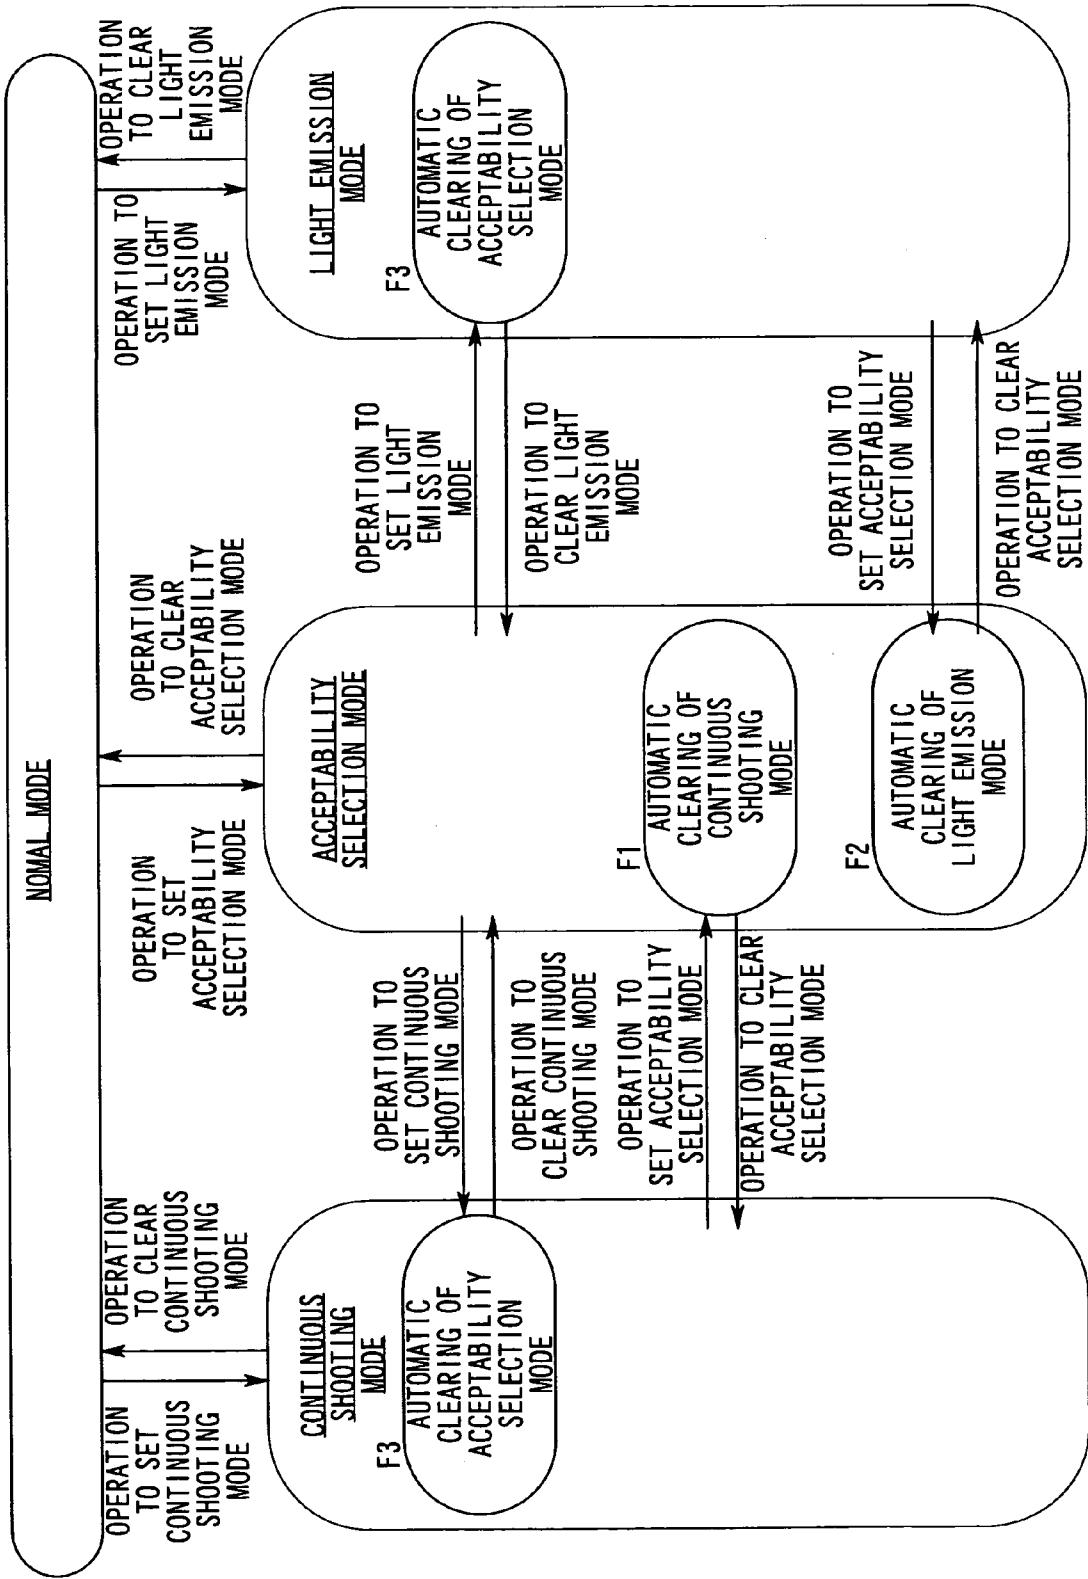 NOMAL MODE
OPERATION
TO SET
CONTINUOUS
SHOOTING
MODE
OPERATION
TO CLEAR
CONTINUOUS
SHOOTING
MODE
OPERATION
TO SET
ACCEPTABILITY
SELECTION MODE
OPERATION
TO CLEAR
ACCEPTABILITY
SELECTION MODE
OPERATION TO
SET LIGHT
EMISSION
MODE
OPERATION
TO CLEAR
LIGHT
EMISSION
MODE
CONTINUOUS
SHOOTING
MODE
F3
AUTOMATIC
CLEARING OF
ACCEPTABILITY
SELECTION
MODE
OPERATION TO
SET CONTINUOUS
SHOOTING MODE
OPERATION TO
CLEAR CONTINUOUS
SHOOTING MODE
OPERATION TO
SET ACCEPTABILITY
SELECTION MODE
OPERATION TO CLEAR
ACCEPTABILITY
SELECTION MODE
ACCEPTABILITY
SELECTION MODE
F1
AUTOMATIC
CLEARING OF
CONTINUOUS
SHOOTING
MODE
F2
AUTOMATIC
CLEARING OF
LIGHT EMISSION
MODE
OPERATION TO
SET LIGHT
EMISSION
MODE
OPERATION TO
CLEAR LIGHT
EMISSION
MODE
OPERATION TO
SET ACCEPTABILITY
SELECTION MODE
OPERATION TO CLEAR
ACCEPTABILITY
SELECTION MODE
LIGHT EMISSION
MODE
F3
AUTOMATIC
CLEARING OF
ACCEPTABILITY
SELECTION
MODE